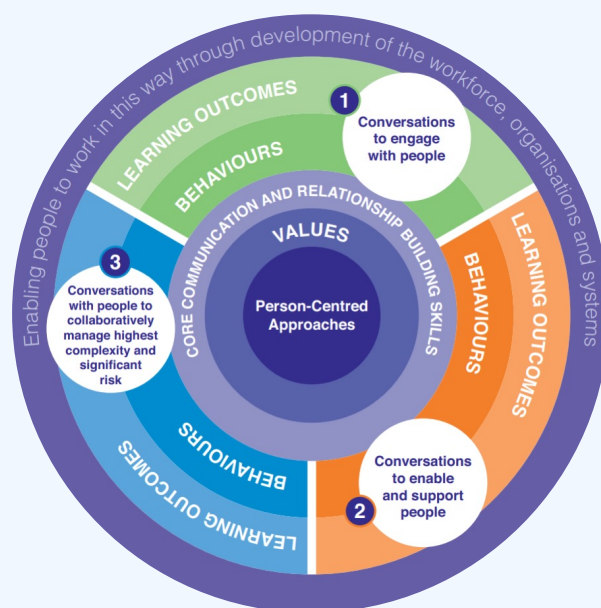 Enabling people to work in this way through development of the workforce, organisations and systems
LEARNING OUTCOMES
BEHAVIOURS
1
Conversations
to engage
with people
LEARNING OUTCOMES
BEHAVIOURS
2
Conversations
to enable
and support
people
LEARNING OUTCOMES
BEHAVIOURS
3
Conversations
with people to
collaboratively
manage highest
complexity and
significant
risk
CORE COMMUNICATION AND RELATIONSHIP BUILDING SKILLS
VALUES
Person-Centred
Approaches